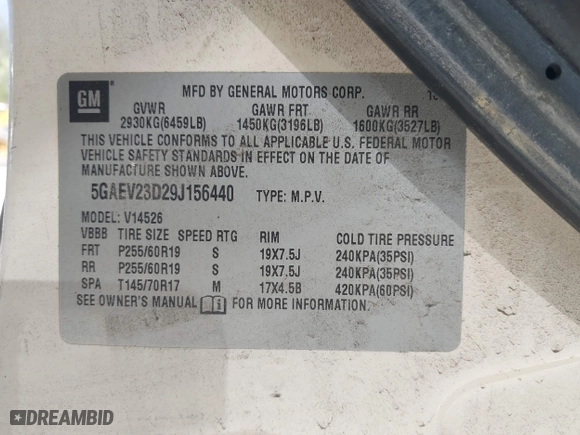 GM
MFD BY GENERAL MOTORS CORP.
GVWR GAWR FRT GAWR RR
2930KG(6459LB) 1450KG(3196LB) 1600KG(3527LB)
THIS VEHICLE CONFORMS TO ALL APPLICABLE U.S. FEDERAL MOTOR
VEHICLE SAFETY STANDARDS IN EFFECT ON THE DATE OF
MANUFACTURE SHOWN ABOVE.
5GAEV23D29J156440 TYPE: M.P.V.
MODEL: V14526
VBBB TIRE SIZE SPEED RTG RIM COLD TIRE PRESSURE
FRT P255/60R19 S 19X7.5J 240KPA(35PSI)
RR P255/60R19 S 19X7.5J 240KPA(35PSI)
SPA T145/70R17 M 17X4.5B 420KPA(60PSI)
SEE OWNER'S MANUAL FOR MORE INFORMATION.
DREAMBID